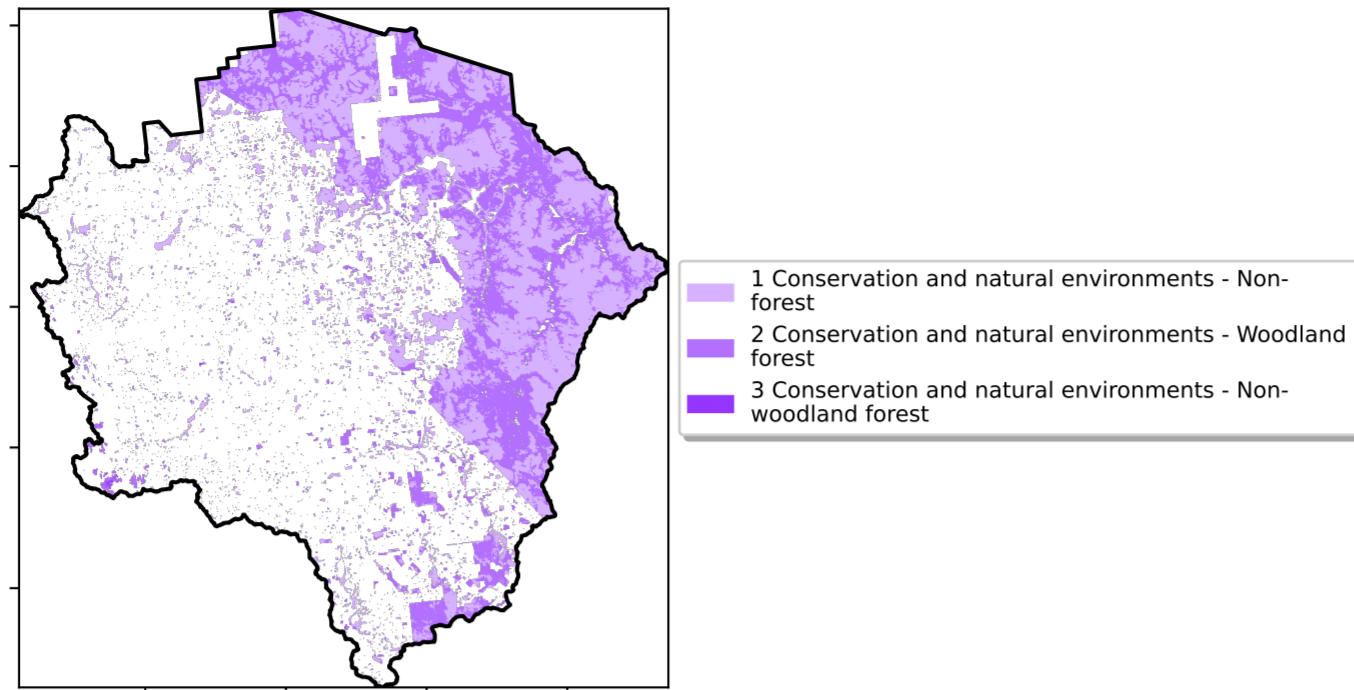 1 Conservation and natural environments - Non-
forest
2 Conservation and natural environments - Woodland
forest
3 Conservation and natural environments - Non-
woodland forest